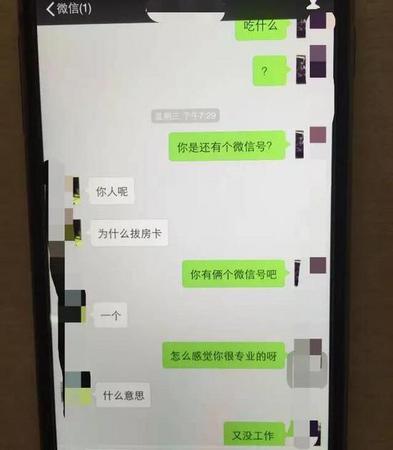 微信(1)
吃什么
?
星期三 下午7:29
你是还有个微信号?
你人呢
为什么拔房卡
你有俩个微信号吧
一个
怎么感觉你很专业的呀
什么意思
又没工作